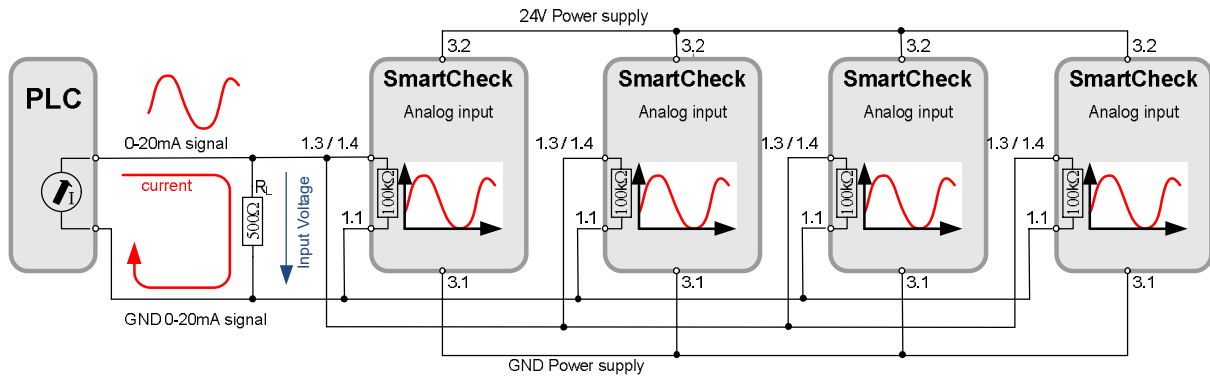 24V Power supply
3.2
3.2
3.2
3.2
PLC
SmartCheck
SmartCheck
SmartCheck
SmartCheck
Analog input
Analog input
Analog input
Analog input
0-20mA signal
1.3 / 1.4
1.3 / 1.4
1.3 / 1.4
1.3 / 1.4
current
I
RL
500Ω
Input Voltage
100kΩ
100kΩ
100kΩ
100kΩ
1.1
1.1
1.1
1.1
3.1
3.1
3.1
3.1
GND 0-20mA signal
GND Power supply